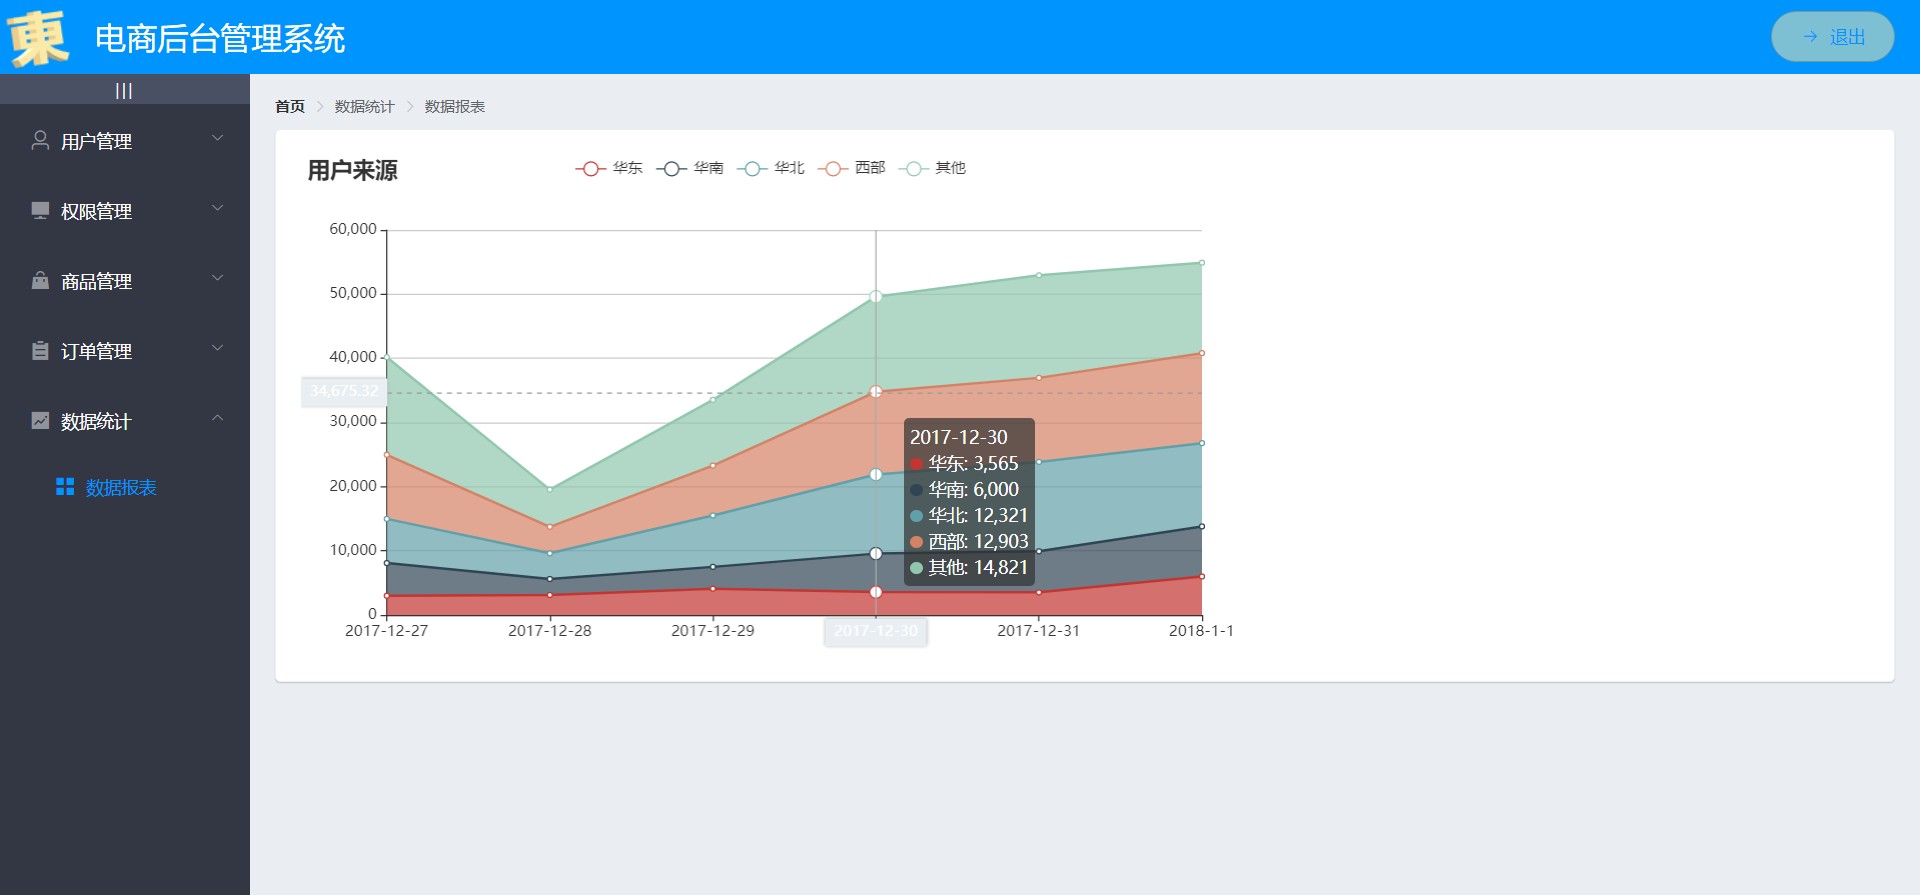 東 电商后台管理系统
退出
|||
用户管理
权限管理
商品管理
订单管理
数据统计
数据报表
首页 数据统计 数据报表
用户来源
华东 华南 华北 西部 其他
60,000
50,000
40,000
34,675.32
30,000
20,000
10,000
0
2017-12-27 2017-12-28 2017-12-29 2017-12-30 2017-12-31 2018-1-1
2017-12-30
华东: 3,565
华南: 6,000
华北: 12,321
西部: 12,903
其他: 14,821